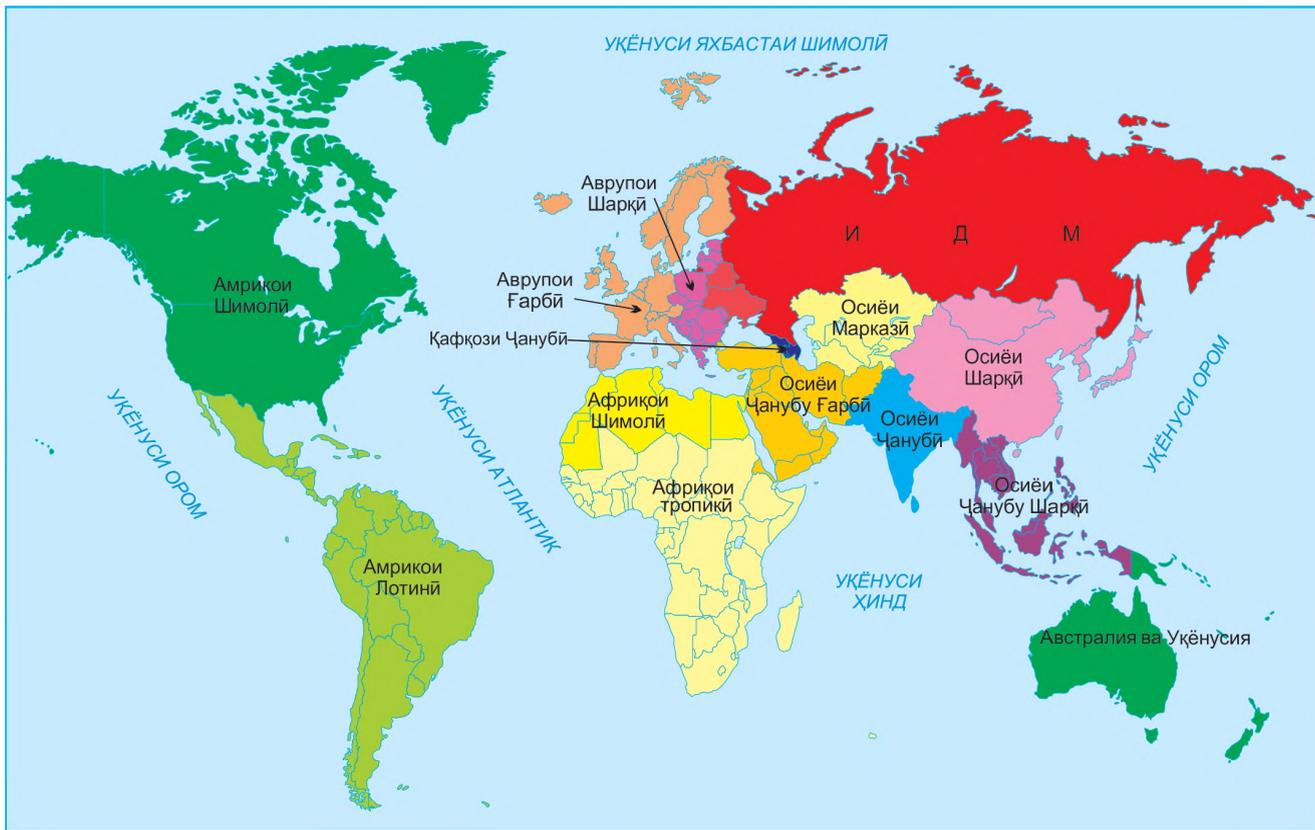 УҚЁНУСИ ЯХБАСТАИ ШИМОЛӢ
Аврупои
Шарқӣ
И Д М
Амрикои
Шимолӣ
Аврупои
Ғарбӣ
Қафқози Ҷанубӣ
Осиёи
Марказӣ
Осиёи
Шарқӣ
Осиёи
Ҷанубу Ғарбӣ
Африқои
Шимолӣ
Осиёи
Ҷанубӣ
УҚЁНУСИ ОРОМ
УҚЁНУСИ АТЛАНТИК
УҚЁНУСИ ОРОМ
Африқои
тропикӣ
Осиёи
Ҷанубу Шарқӣ
Амрикои
Лотинӣ
УҚЁНУСИ
ҲИНД
Австралия ва Уқёнусия